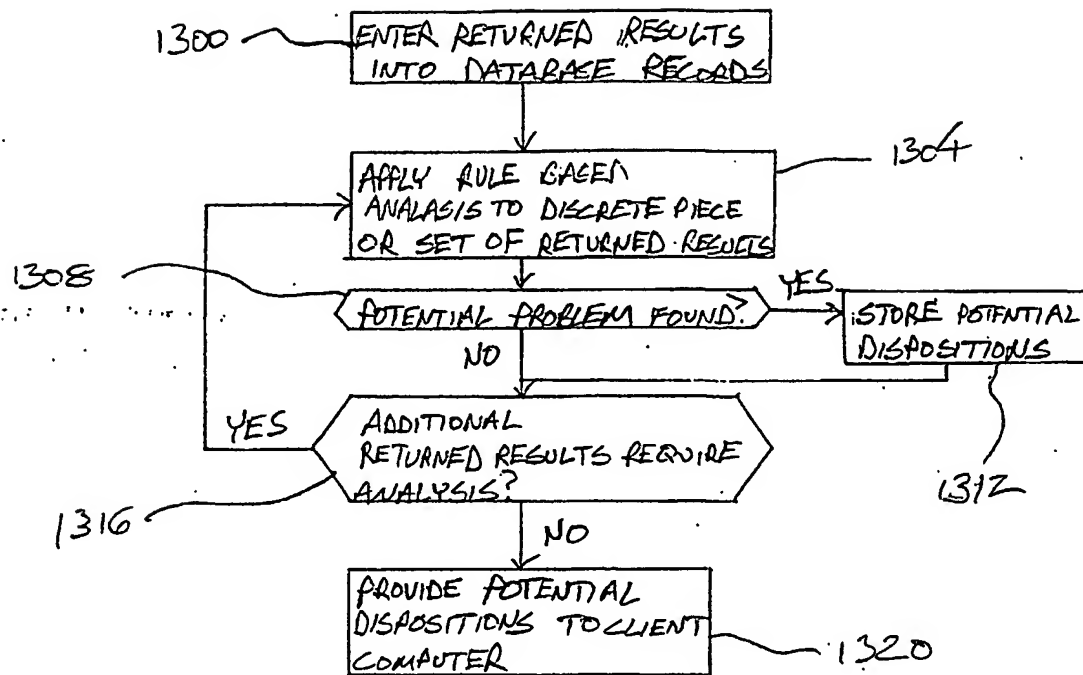 1300
ENTER RETURNED RESULTS
INTO DATABASE RECORDS
1304
APPLY RULE BASED
ANALASIS TO DISCRETE PIECE
OR SET OF RETURNED RESULTS
1308
POTENTIAL PROBLEM FOUND?
YES
STORE POTENTIAL
DISPOSITIONS
NO
1312
YES
ADDITIONAL
RETURNED RESULTS REQUIRE
ANALYSIS?
1316
NO
PROVIDE POTENTIAL
DISPOSITIONS TO CLIENT
COMPUTER
1320